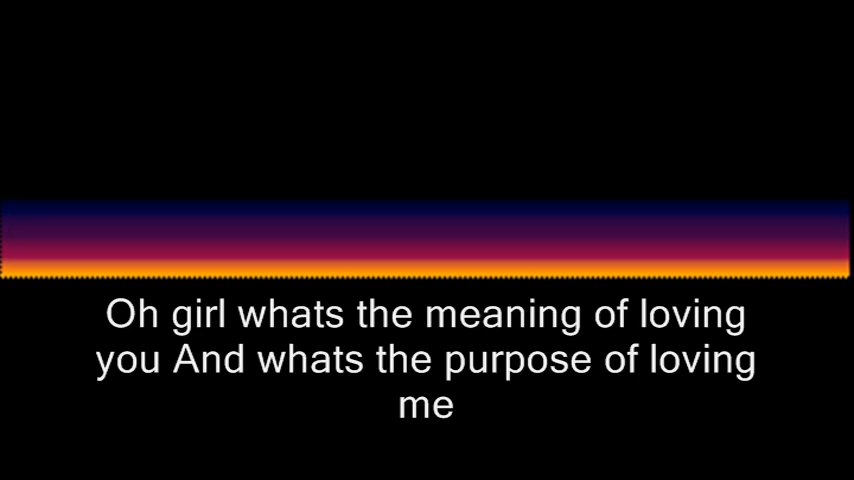 Oh girl whats the meaning of loving
you And whats the purpose of loving
me